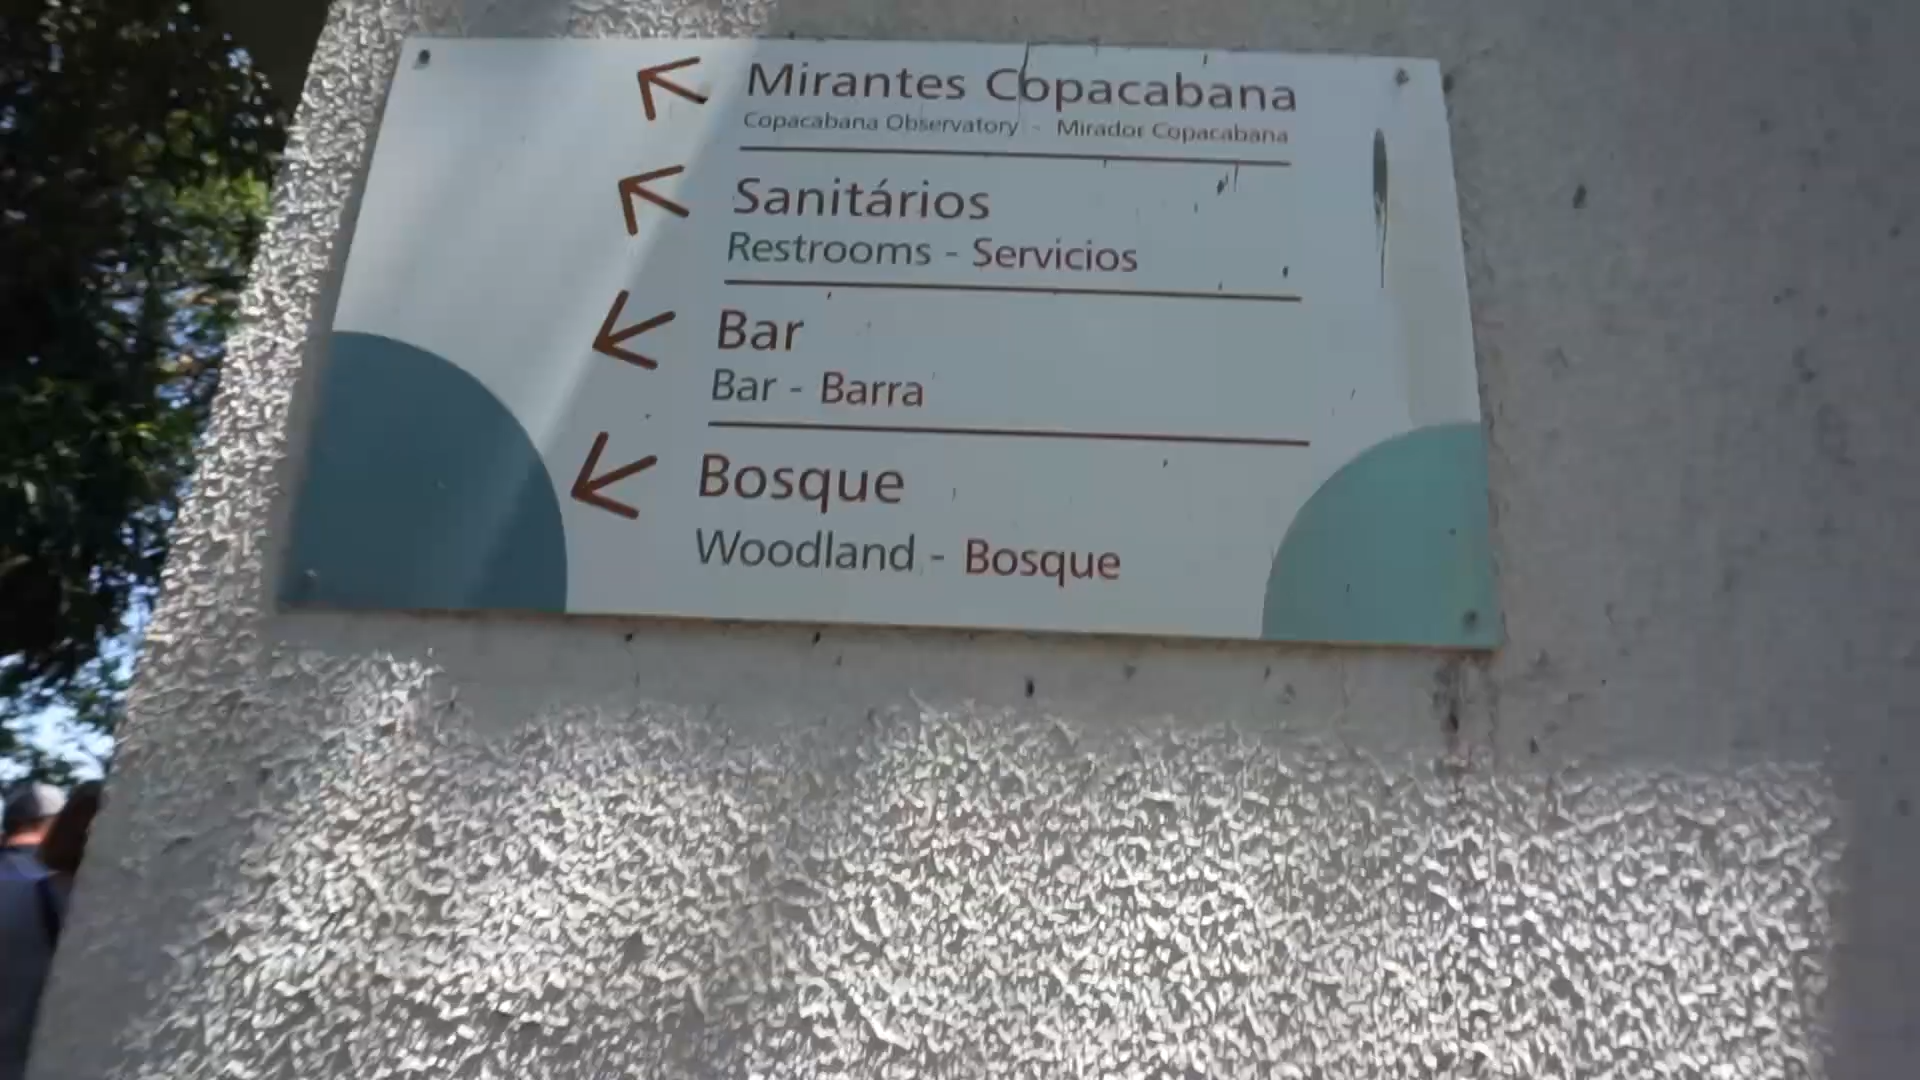 Mirantes Copacabana
Copacabana Observatory - Mirador Copacabana
Sanitários
Restrooms - Servicios
Bar
Bar - Barra
Bosque
Woodland - Bosque